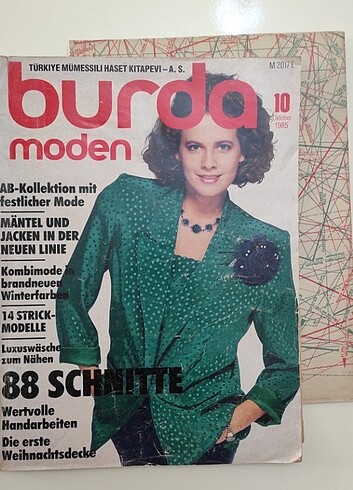 TÜRKİYE MÜMESSİLİ HASET KİTAPEVİ – A. S.
M 2017 E
burda
moden
10
Oktober
1985
AB-Kollektion mit
festlicher Mode
MÄNTEL UND
JACKEN IN DER
NEUEN LINIE
Kombimode in
brandneuen
Winterfarben
14 STRICK-
MODELLE
Luxuswäsche
zum Nähen
88 SCHNITTE
Wertvolle
Handarbeiten
Die erste
Weihnachtsdecke